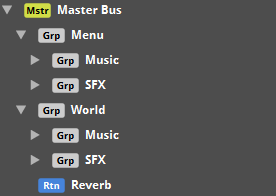 Mstr Master Bus
Grp Menu
Grp Music
Grp SFX
Grp World
Grp Music
Grp SFX
Rtn Reverb